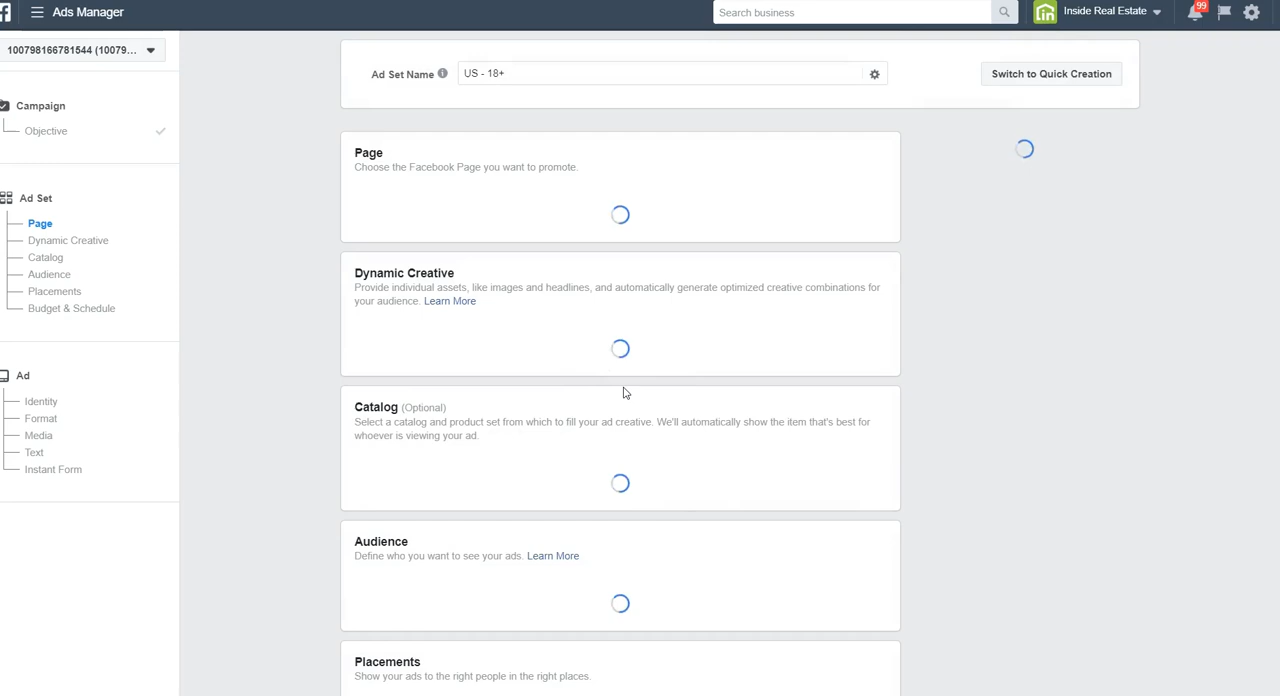 Ads Manager
Search business
Inside Real Estate
99
100798166781544 (10079...
Ad Set Name
US - 18+
Switch to Quick Creation
Campaign
Objective
Ad Set
Page
Dynamic Creative
Catalog
Audience
Placements
Budget & Schedule
Ad
Identity
Format
Media
Text
Instant Form
Page
Choose the Facebook Page you want to promote.
Dynamic Creative
Provide individual assets, like images and headlines, and automatically generate optimized creative combinations for
your audience. Learn More
Catalog (Optional)
Select a catalog and product set from which to fill your ad creative. We'll automatically show the item that's best for
whoever is viewing your ad.
Audience
Define who you want to see your ads. Learn More
Placements
Show your ads to the right people in the right places.